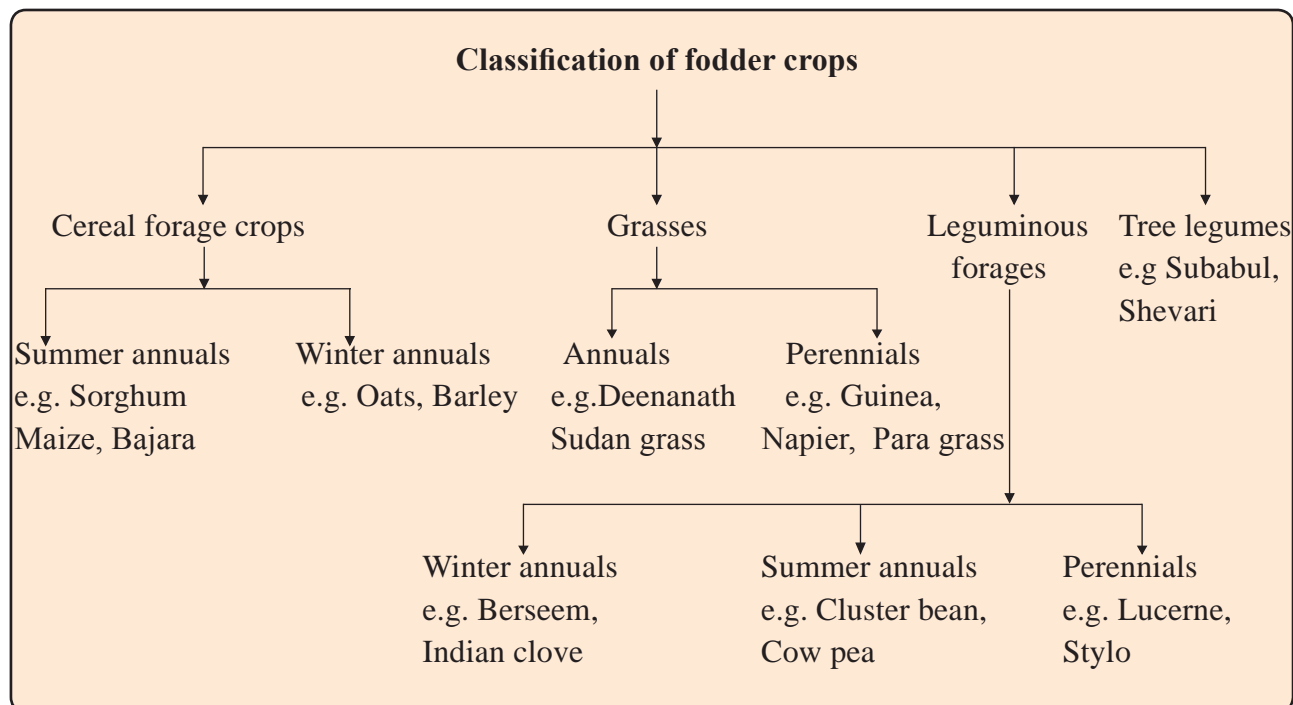 Classification of fodder crops
Cereal forage crops
Grasses
Leguminous
forages
Tree legumes
e.g Subabul,
Shevari
Summer annuals
e.g. Sorghum
Maize, Bajara
Winter annuals
e.g. Oats, Barley
Annuals
e.g.Deenanath
Sudan grass
Perennials
e.g. Guinea,
Napier, Para grass
Winter annuals
e.g. Berseem,
Indian clove
Summer annuals
e.g. Cluster bean,
Cow pea
Perennials
e.g. Lucerne,
Stylo